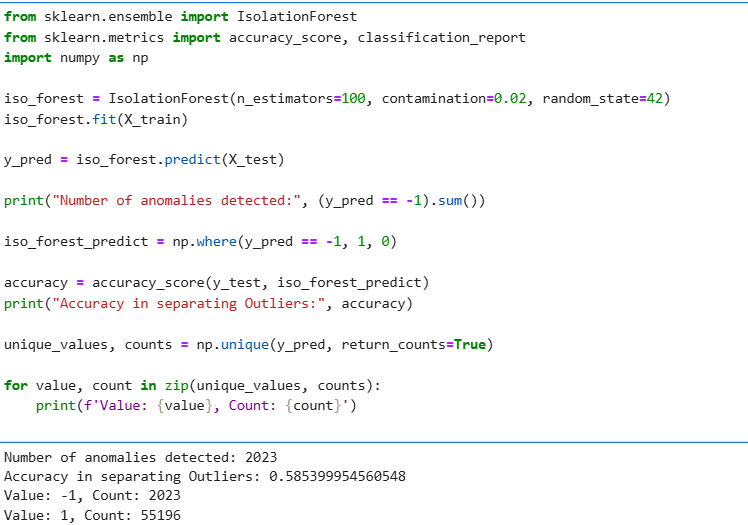 from sklearn.ensemble import IsolationForest
from sklearn.metrics import accuracy_score, classification_report
import numpy as np
iso_forest = IsolationForest(n_estimators=100, contamination=0.02, random_state=42)
iso_forest.fit(X_train)
y_pred = iso_forest.predict(X_test)
print("Number of anomalies detected:", (y_pred == -1).sum())
iso_forest_predict = np.where(y_pred == -1, 1, 0)
accuracy = accuracy_score(y_test, iso_forest_predict)
print("Accuracy in separating Outliers:", accuracy)
unique_values, counts = np.unique(y_pred, return_counts=True)
for value, count in zip(unique_values, counts):
    print(f'Value: {value}, Count: {count}')
Number of anomalies detected: 2023
Accuracy in separating Outliers: 0.585399954560548
Value: -1, Count: 2023
Value: 1, Count: 55196